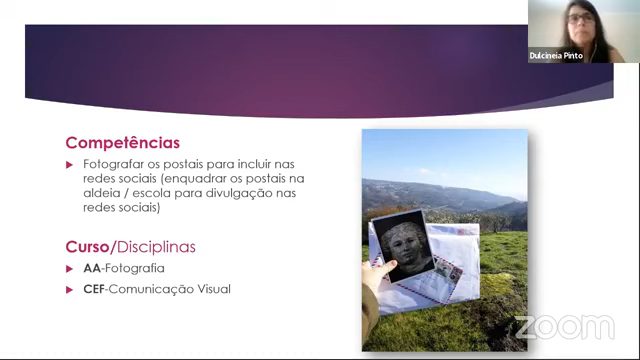 Dulcineia Pinto
Competências
Fotografar os postais para incluir nas
redes sociais (enquadrar os postais na
aldeia / escola para divulgação nas
redes sociais)
Curso/Disciplinas
AA-Fotografia
CEF-Comunicação Visual
zoom